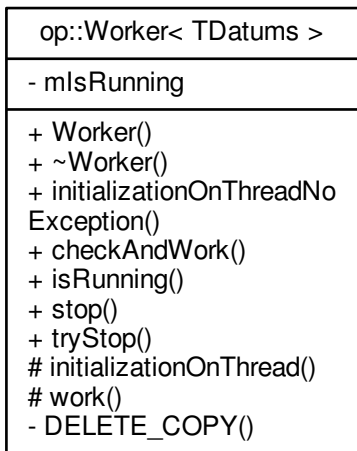 op::Worker< TDatums >
- mIsRunning
+ Worker()
+ ~Worker()
+ initializationOnThreadNo
Exception()
+ checkAndWork()
+ isRunning()
+ stop()
+ tryStop()
# initializationOnThread()
# work()
- DELETE_COPY()